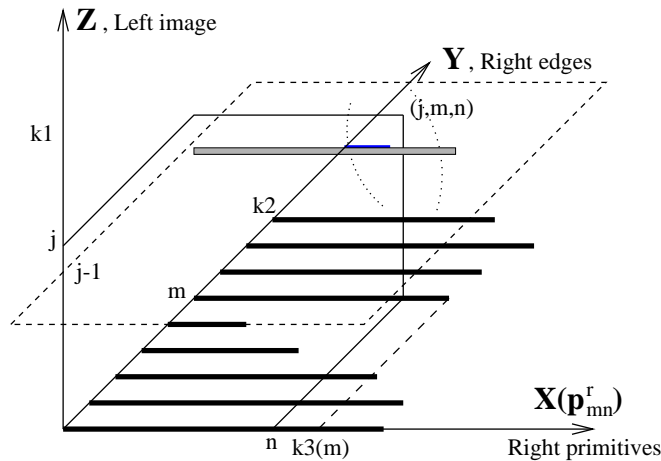 Z , Left image
Y , Right edges
(j,m,n)
k1
k2
j
j-1
m
X(p^r_mn)
n k3(m)
Right primitives